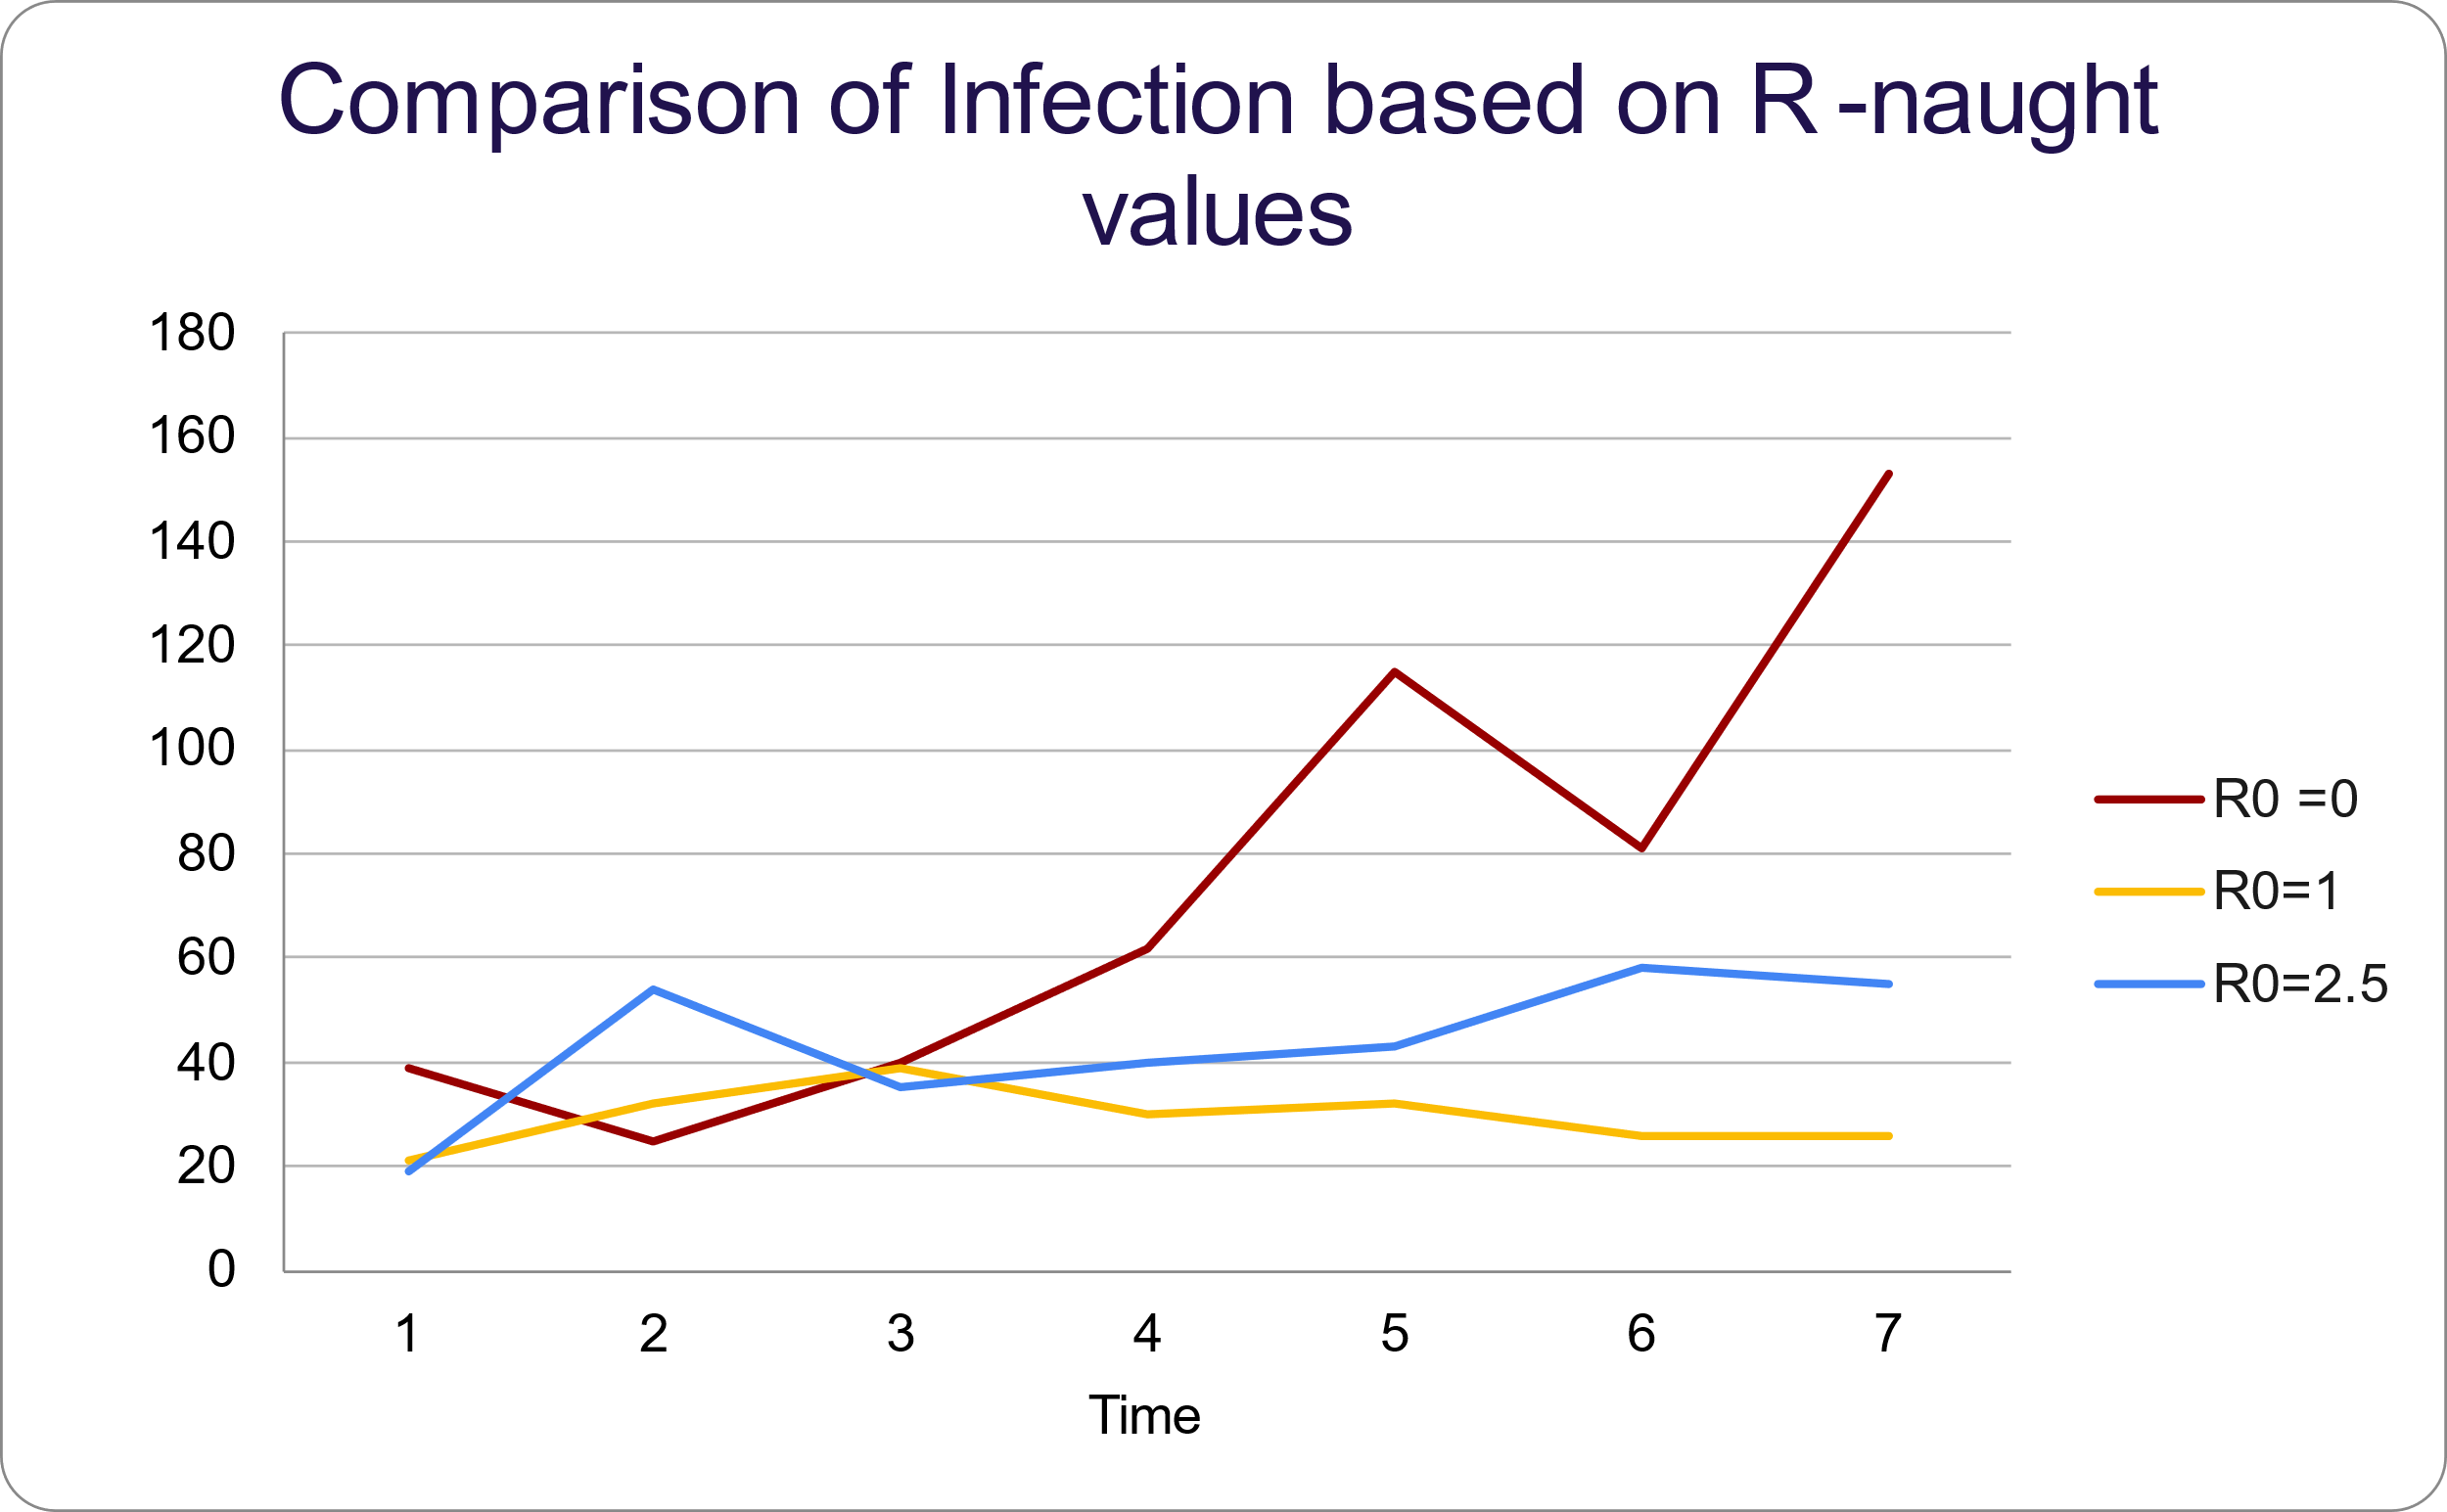 Comparison of Infection based on R -naught
values
180
160
140
120
100
80
60
40
20
0
1 2 3 4 5 6 7
Time
R0 =0
R0=1
R0=2.5